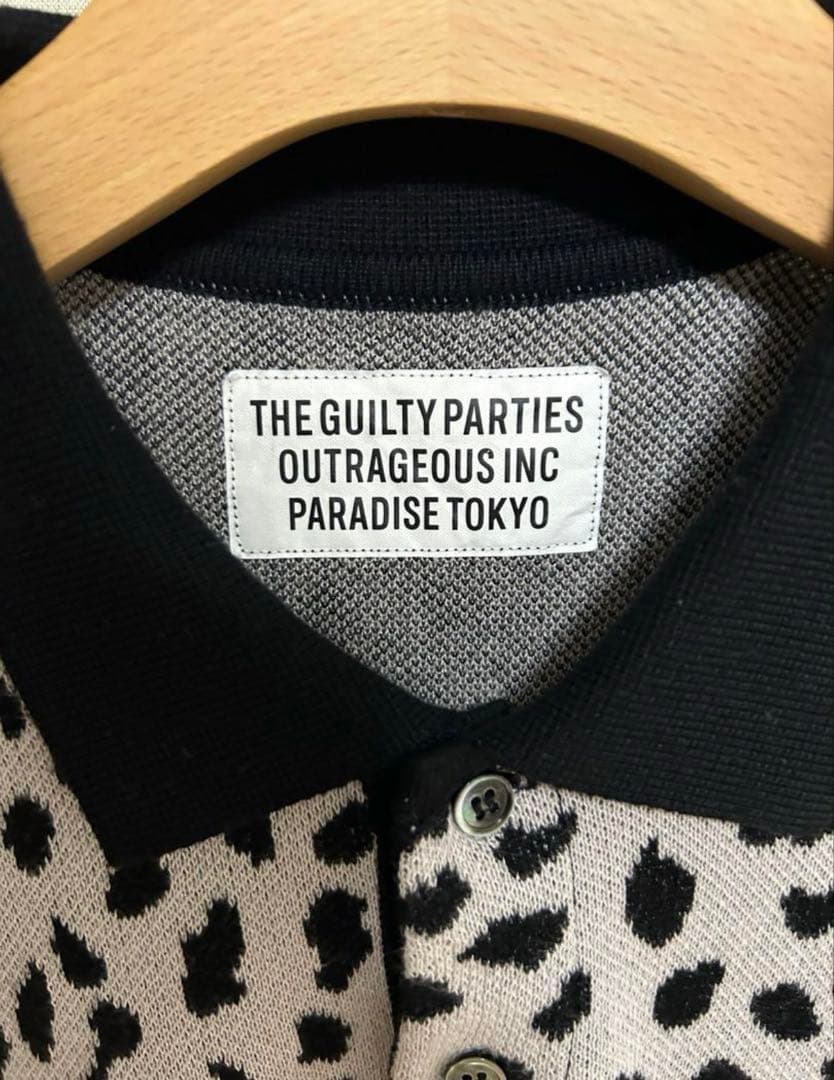 THE GUILTY PARTIES
OUTRAGEOUS INC
PARADISE TOKYO